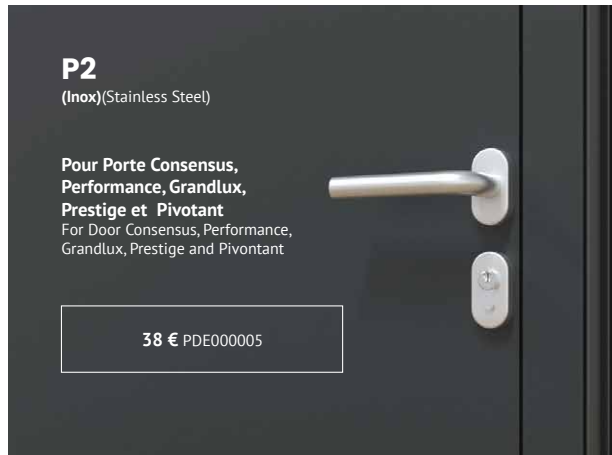 P2
(Inox)(Stainless Steel)
Pour Porte Consensus,
Performance, Grandlux,
Prestige et Pivotant
For Door Consensus, Performance,
Grandlux, Prestige and Pivontant
38 € PDE000005